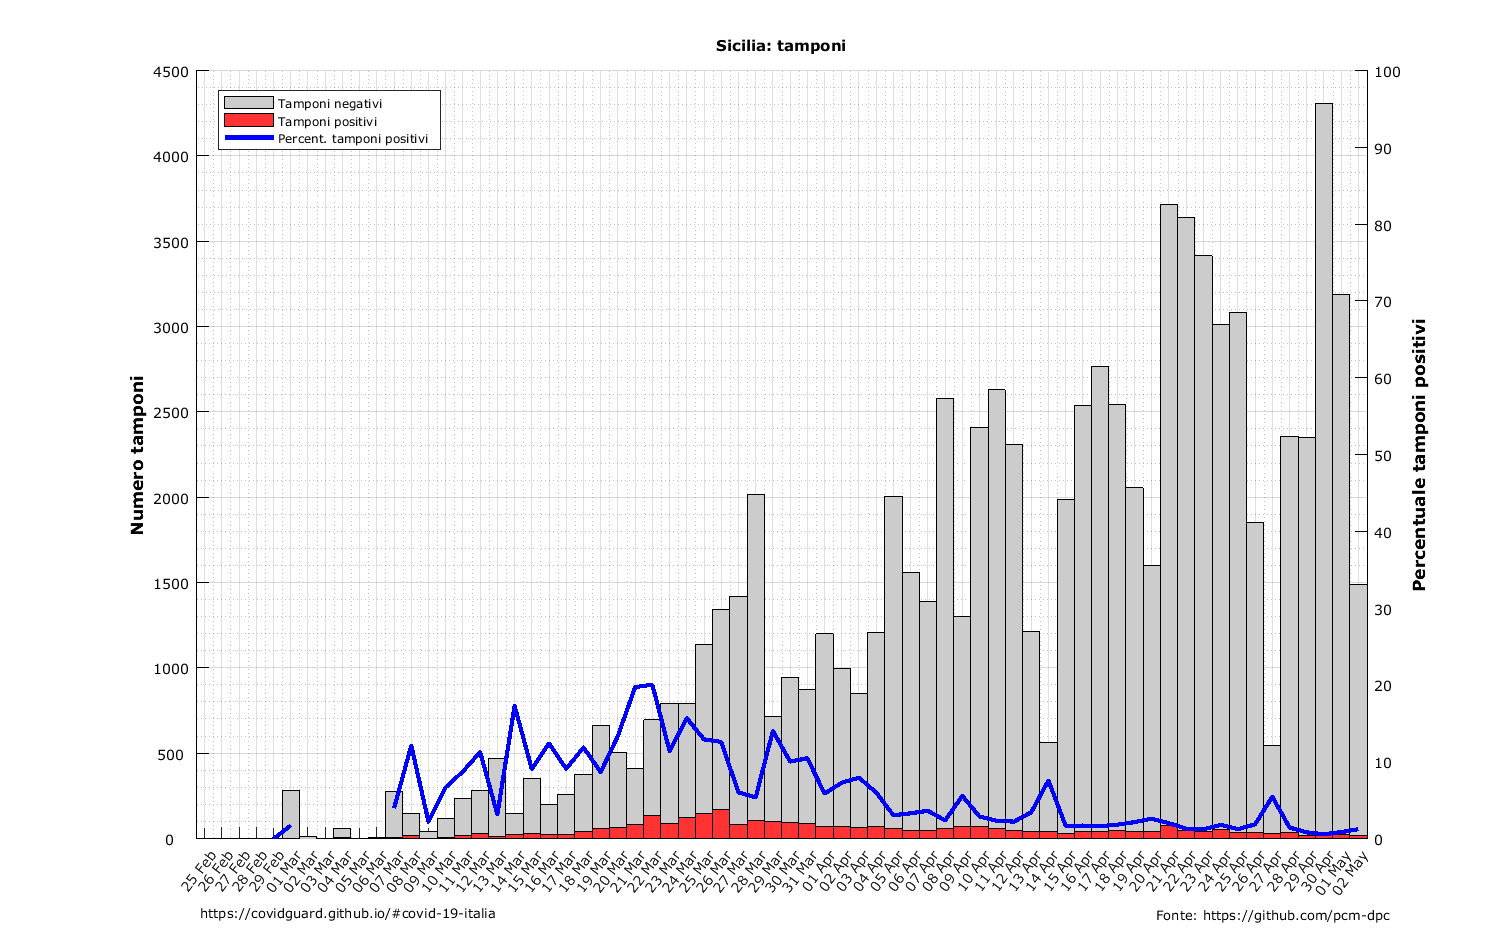 Sicilia: tamponi
4500
4000
3500
3000
2500
2000
1500
1000
500
0
Numero tamponi
Tamponi negativi
Tamponi positivi
Percent. tamponi positivi
100
90
80
70
60
50
40
30
20
10
0
Percentuale tamponi positivi
25 Feb
26 Feb
27 Feb
28 Feb
29 Feb
01 Mar
02 Mar
03 Mar
04 Mar
05 Mar
06 Mar
07 Mar
08 Mar
09 Mar
10 Mar
11 Mar
12 Mar
13 Mar
14 Mar
15 Mar
16 Mar
17 Mar
18 Mar
19 Mar
20 Mar
21 Mar
22 Mar
23 Mar
24 Mar
25 Mar
26 Mar
27 Mar
28 Mar
29 Mar
30 Mar
31 Mar
01 Apr
02 Apr
03 Apr
04 Apr
05 Apr
06 Apr
07 Apr
08 Apr
09 Apr
10 Apr
11 Apr
12 Apr
13 Apr
14 Apr
15 Apr
16 Apr
17 Apr
18 Apr
19 Apr
20 Apr
21 Apr
22 Apr
23 Apr
24 Apr
25 Apr
26 Apr
27 Apr
28 Apr
29 Apr
30 Apr
01 May
02 May
https://covidguard.github.io/#covid-19-italia
Fonte: https://github.com/pcm-dpc